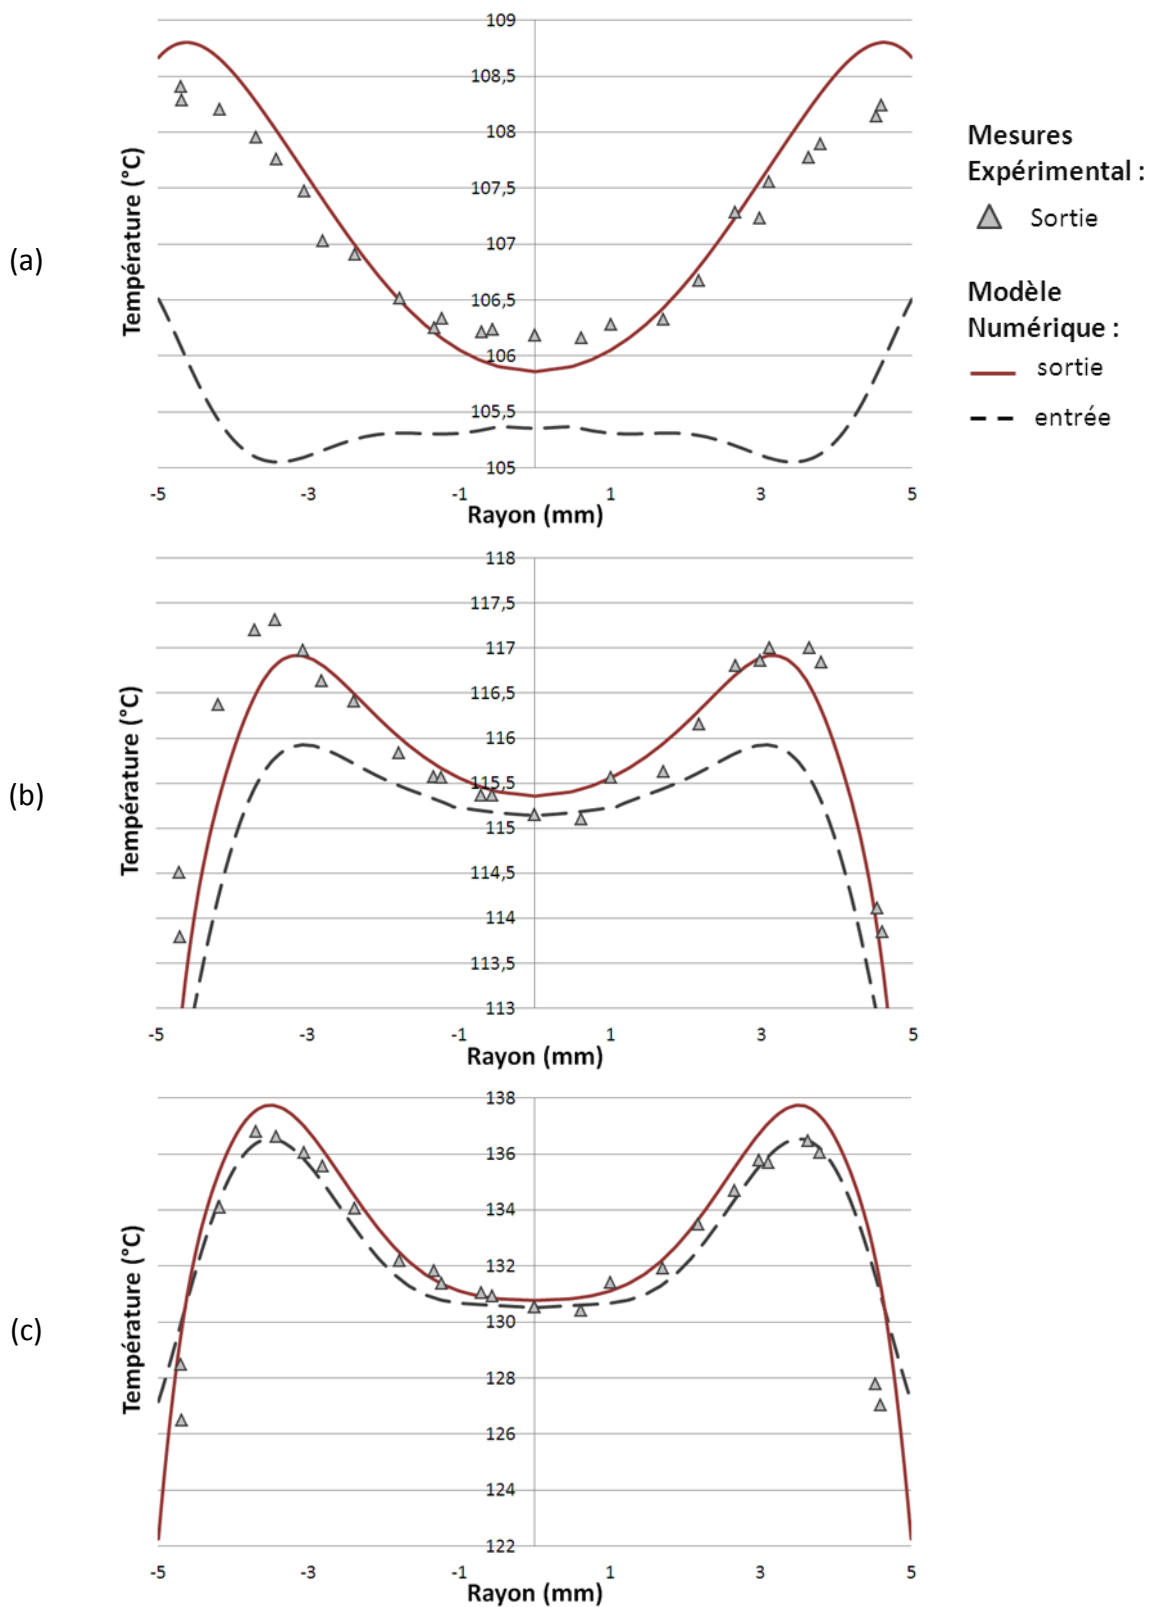 (a)
Température (°C)
109
108,5
108
107,5
107
106,5
106
105,5
105
-5 -3 -1 1 3 5
Rayon (mm)
Mesures
Expérimental :
Sortie
Modèle
Numérique :
sortie
entrée
(b)
Température (°C)
118
117,5
117
116,5
116
115,5
115
114,5
114
113,5
113
-5 -3 -1 1 3 5
Rayon (mm)
(c)
Température (°C)
138
136
134
132
130
128
126
124
122
-5 -3 -1 1 3 5
Rayon (mm)